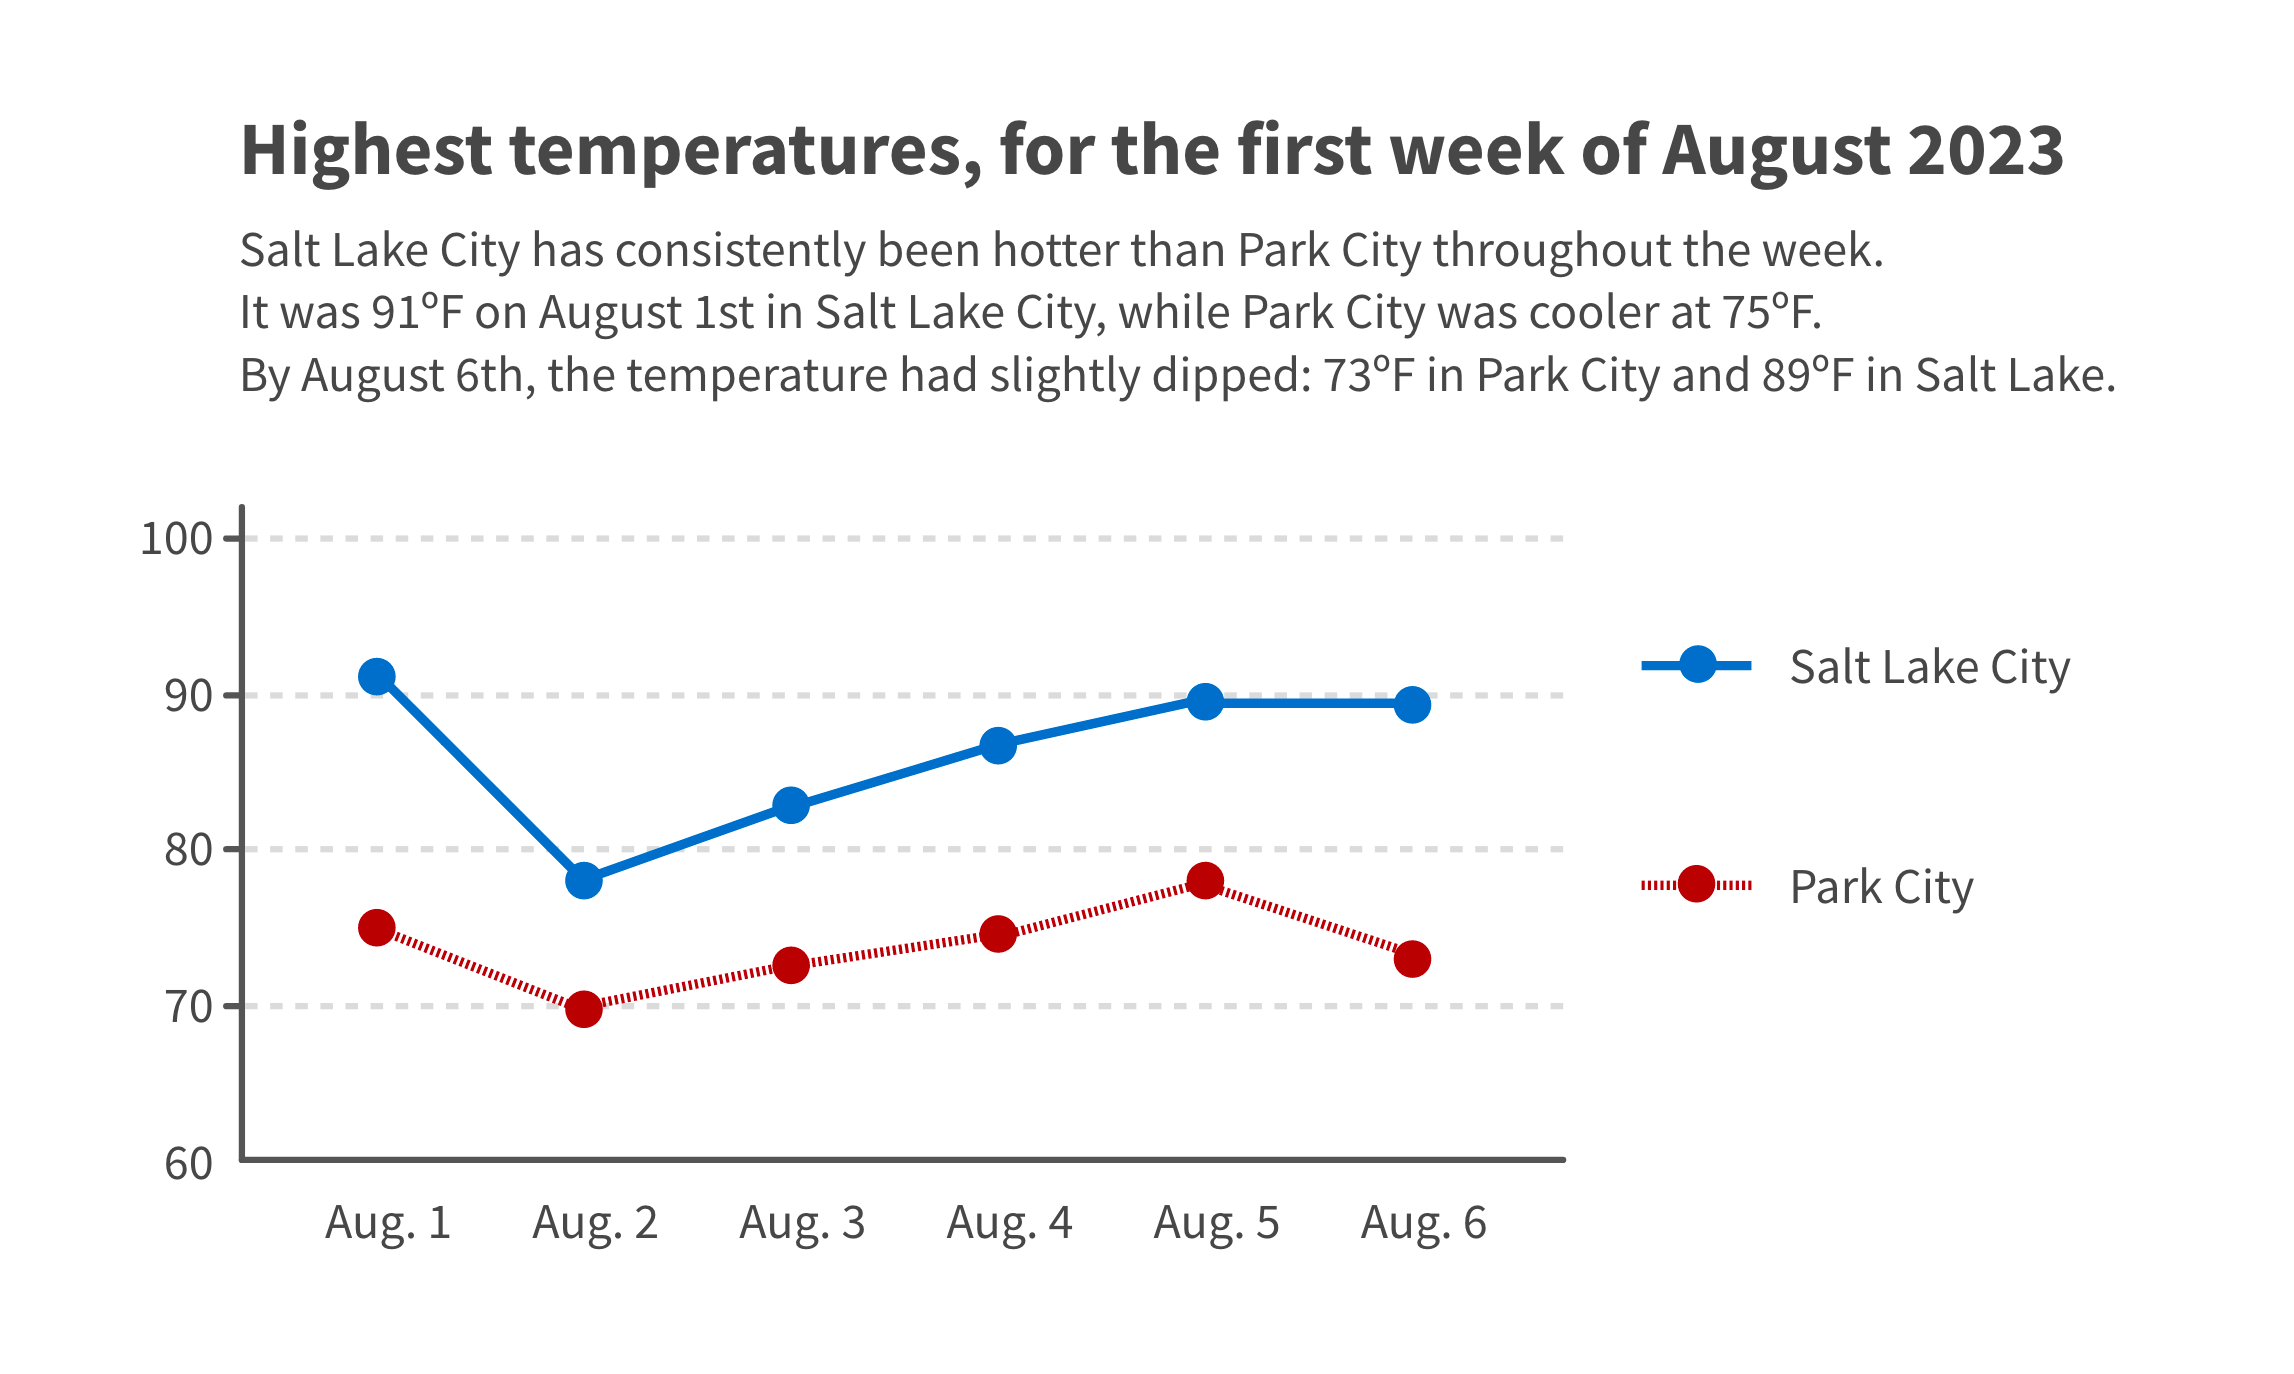 Highest temperatures, for the first week of August 2023
Salt Lake City has consistently been hotter than Park City throughout the week.
It was 91ºF on August 1st in Salt Lake City, while Park City was cooler at 75ºF.
By August 6th, the temperature had slightly dipped: 73ºF in Park City and 89ºF in Salt Lake.
100
90
80
70
60
Aug. 1 Aug. 2 Aug. 3 Aug. 4 Aug. 5 Aug. 6
Salt Lake City
Park City